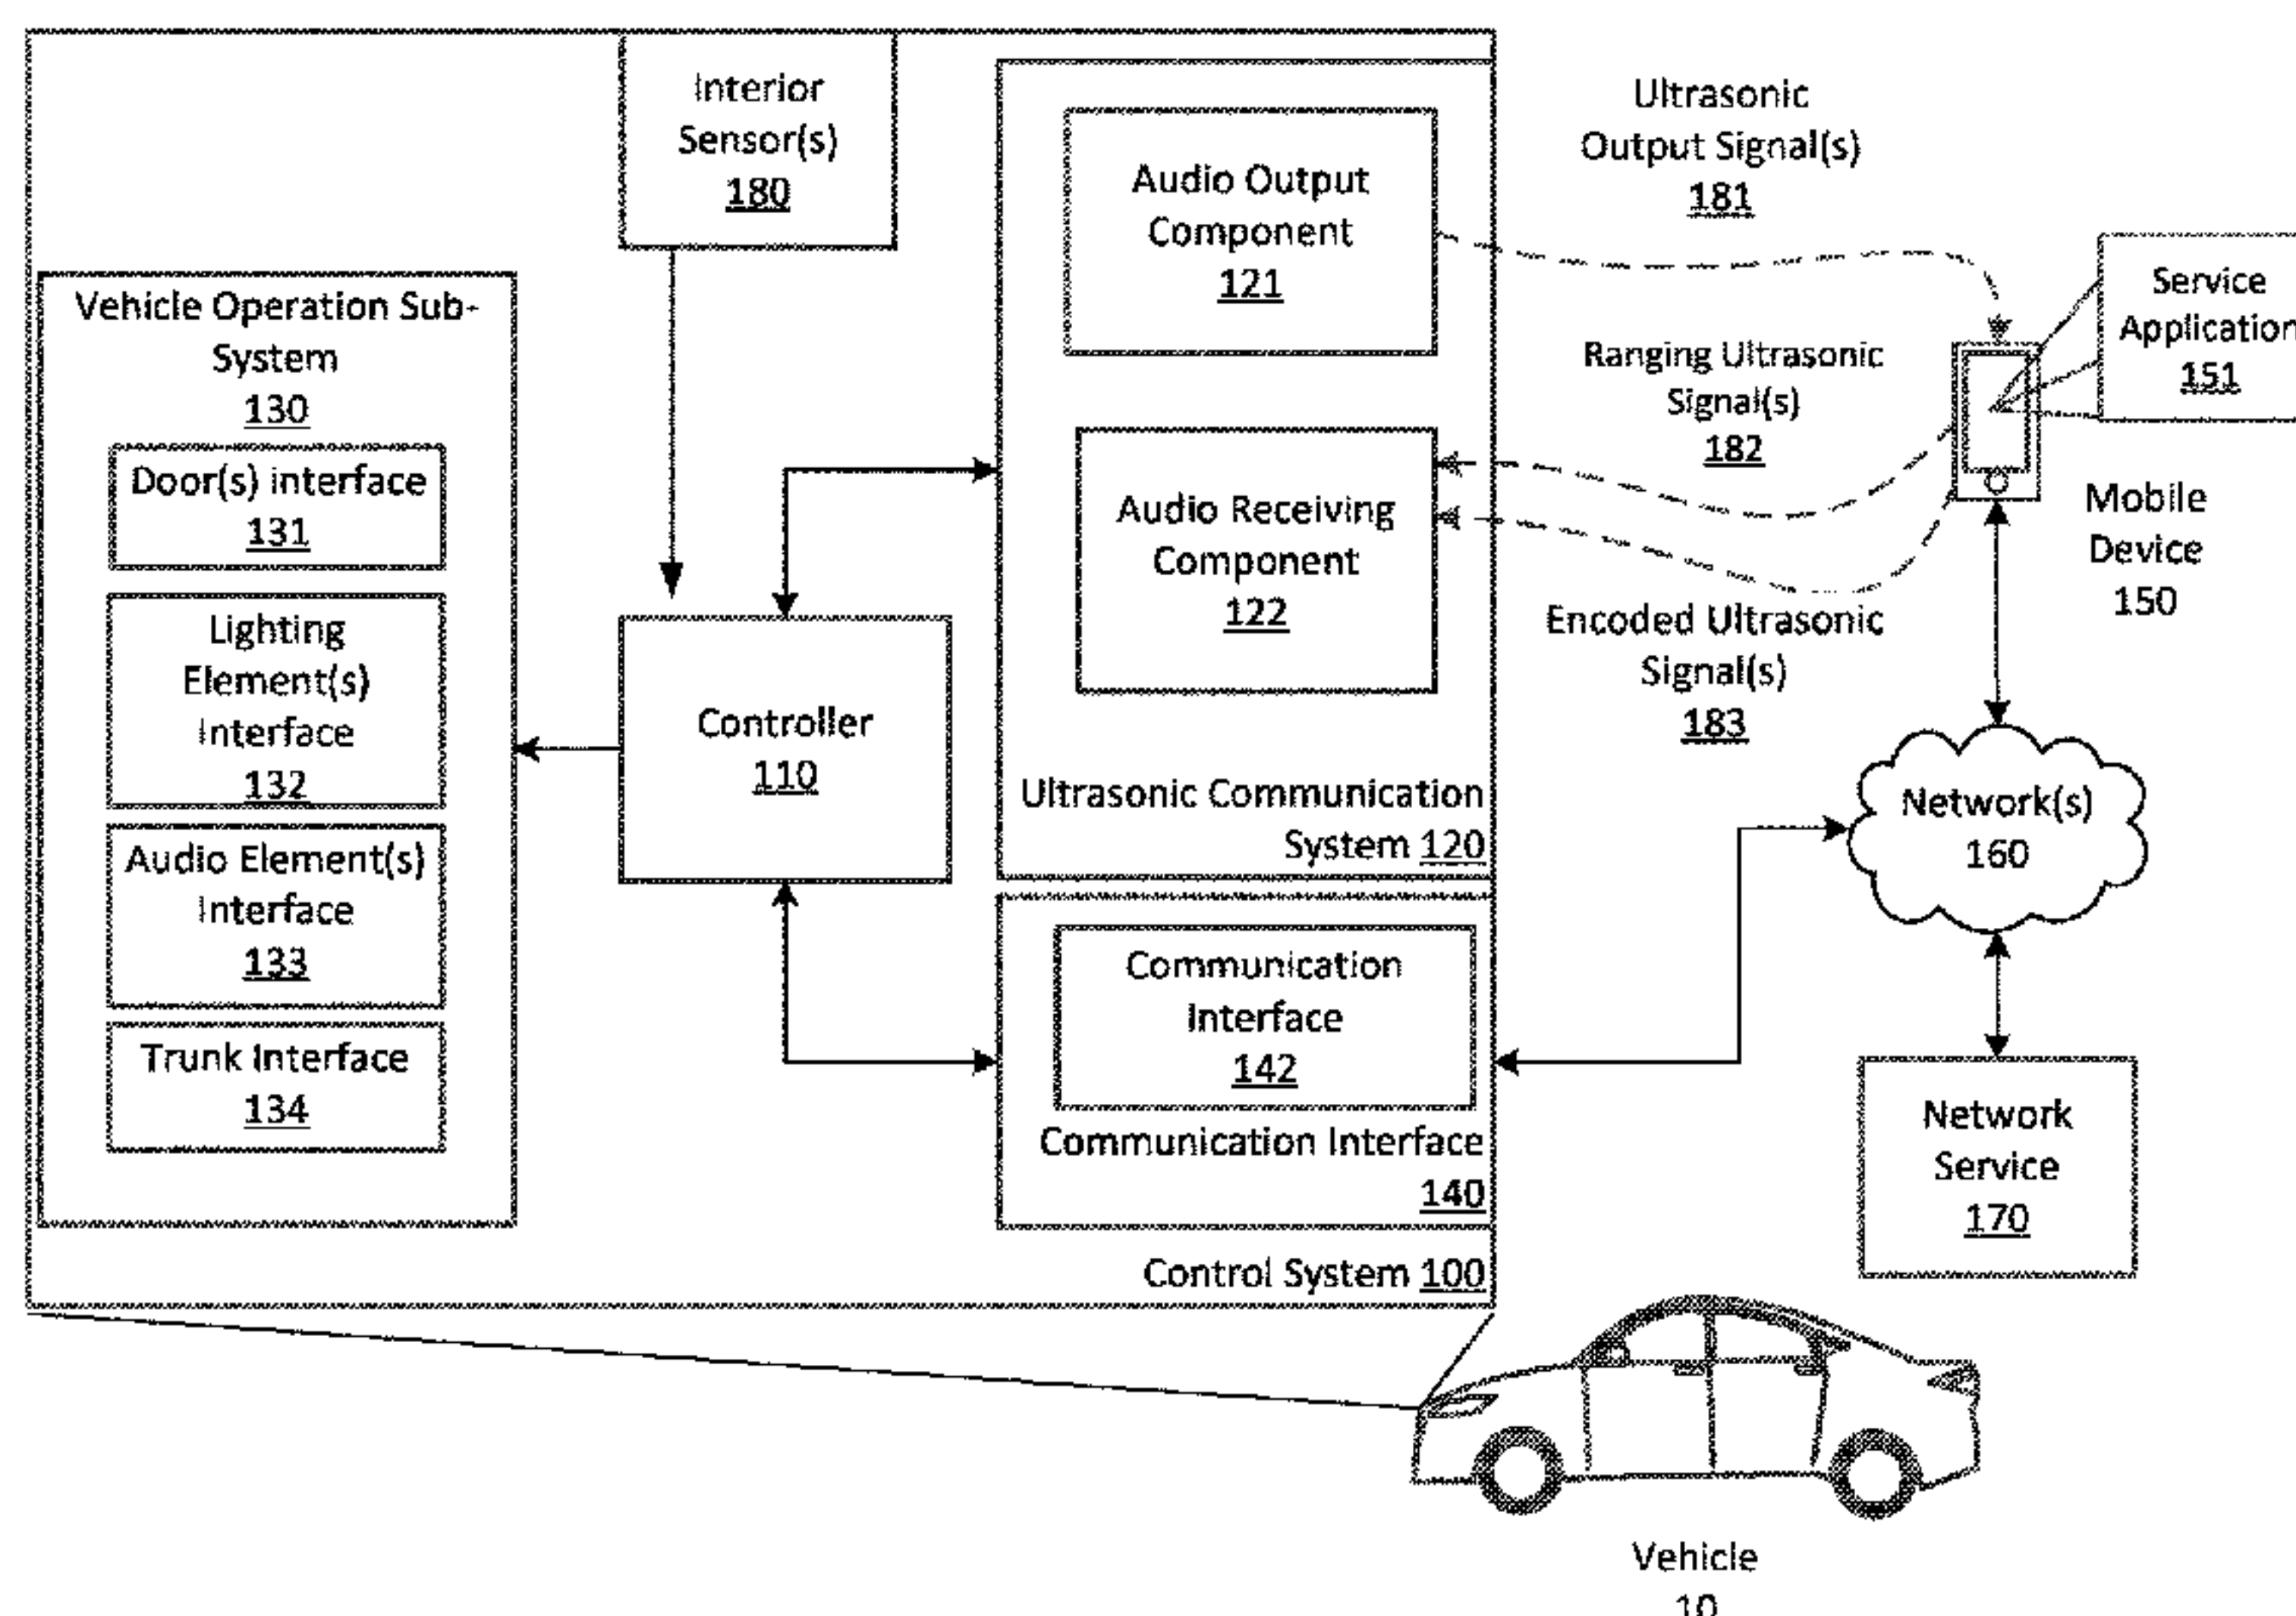 Interior
Sensor(s)
180
Vehicle Operation Sub-
System
130
Door(s) interface
131
Lighting
Element(s)
Interface
132
Audio Element(s)
Interface
133
Trunk Interface
134
Controller
110
Audio Output
Component
121
Audio Receiving
Component
122
Ultrasonic Communication
System 120
Communication
Interface
142
Communication Interface
140
Control System 100
Ultrasonic
Output Signal(s)
181
Ranging Ultrasonic
Signal(s)
182
Encoded Ultrasonic
Signal(s)
183
Service
Application
151
Mobile
Device
150
Network(s)
160
Network
Service
170
Vehicle
10